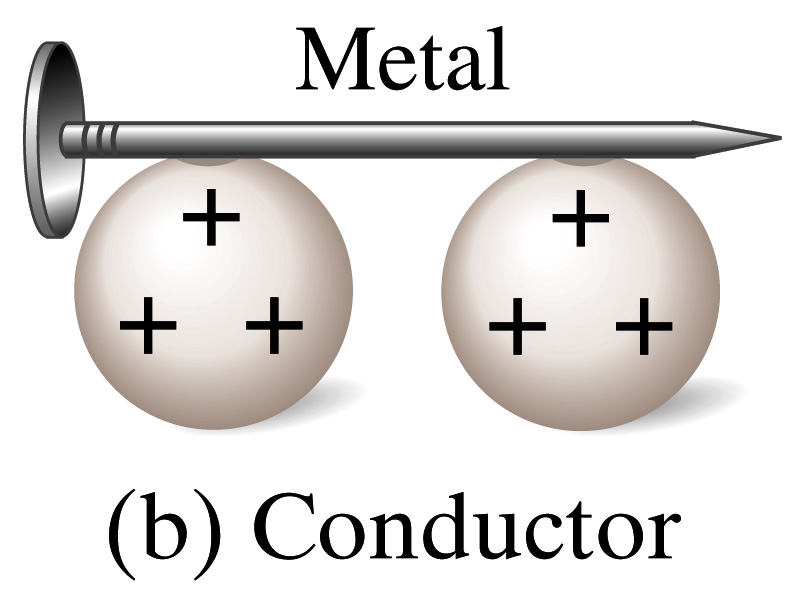 Metal
+ +
+ + + +
(b) Conductor